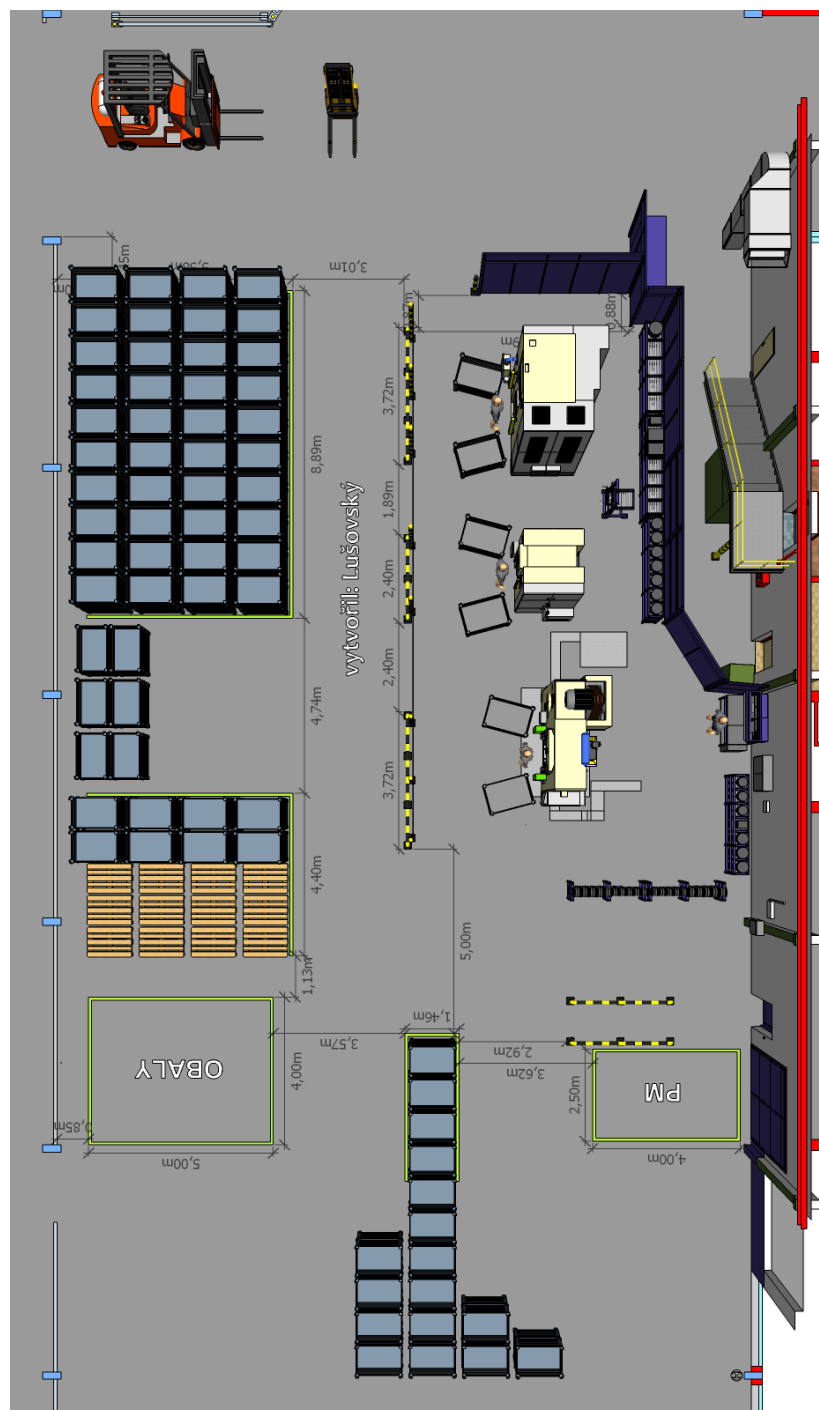 3,01m
8,89m
3,72m
1,89m
2,40m
2,40m
3,72m
vytvořil: Lušovský
4,74m
4,40m
1,13m
5,00m
OBALY
4,00m
0,85m
5,00m
3,57m
1,46m
2,92m
3,62m
2,50m
PM
4,00m
0,88m